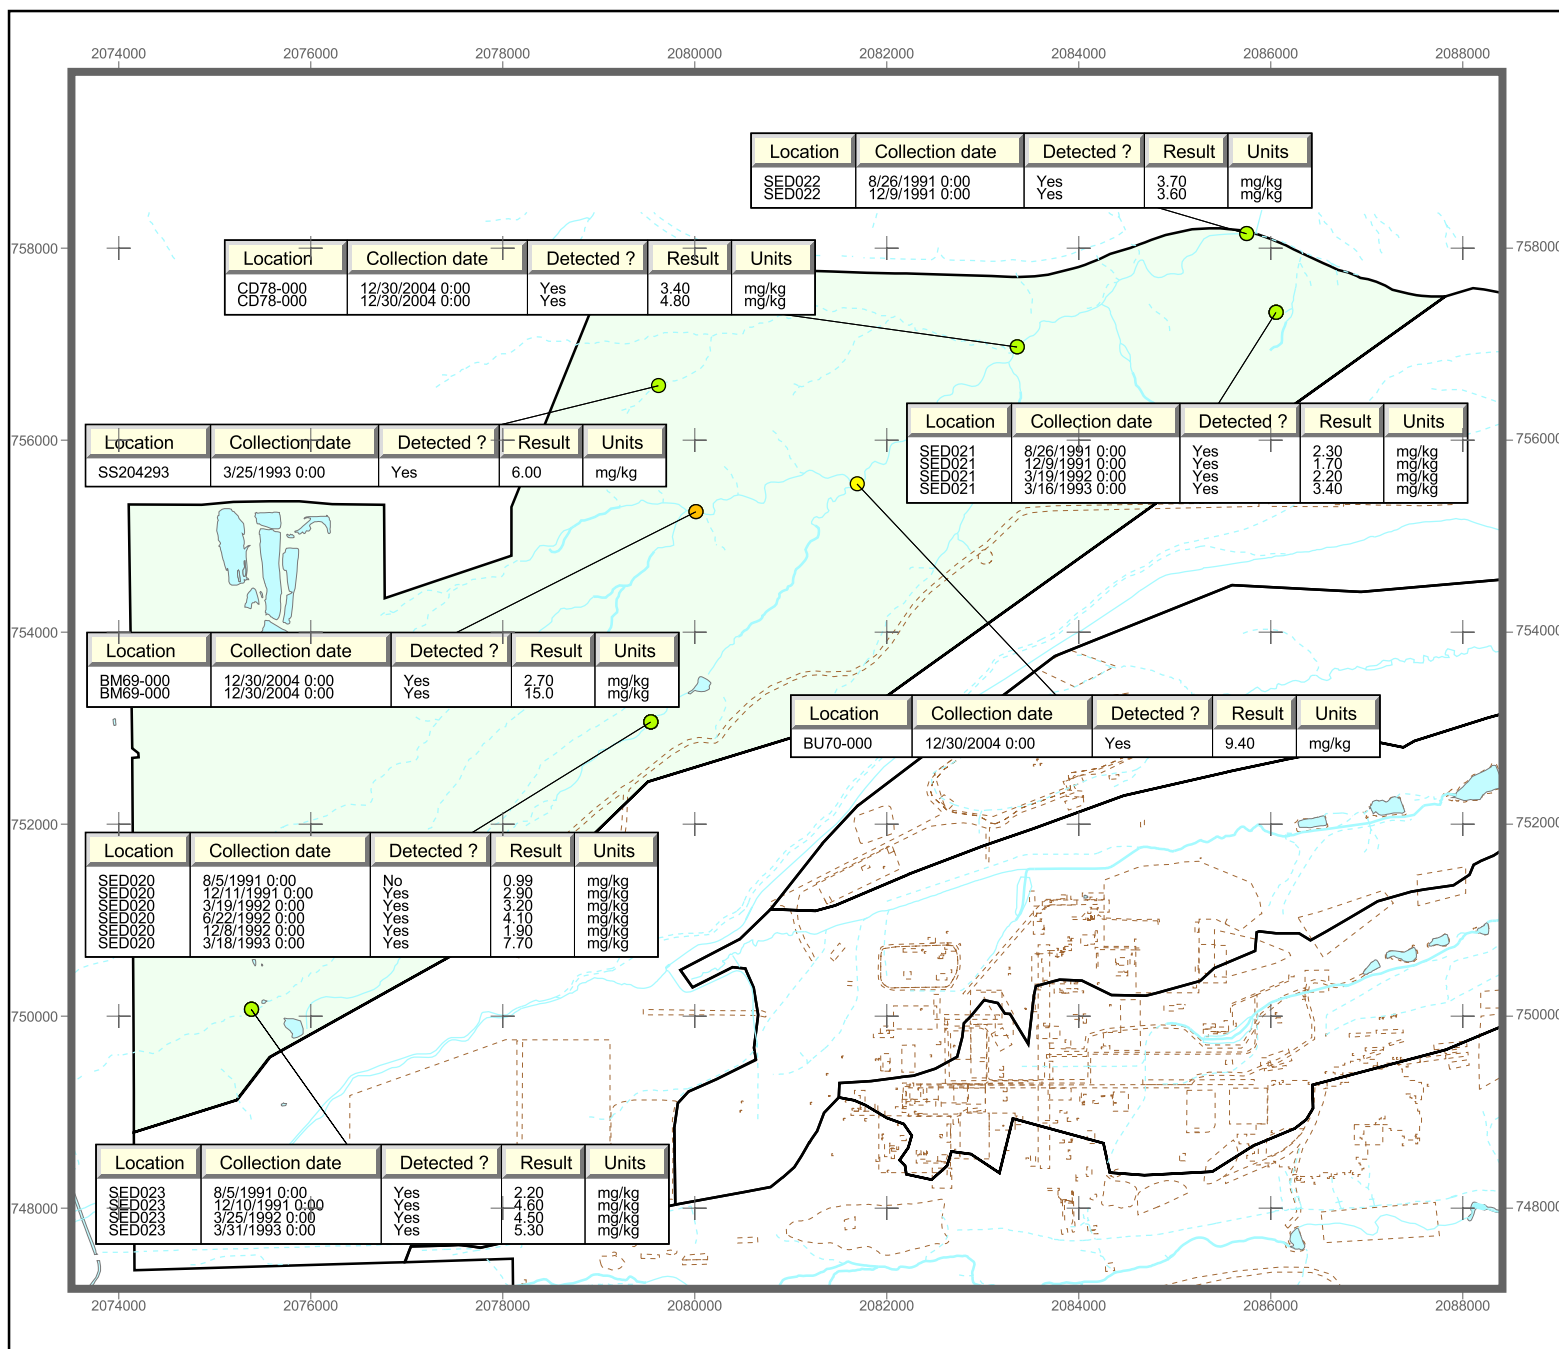 2074000 2076000 2078000 2080000 2082000 2084000 2086000 2088000
Location Collection date Detected ? Result Units
SED022 8/26/1991 0:00 Yes 3.70 mg/kg
SED022 12/9/1991 0:00 Yes 3.60 mg/kg
758000 758000
Location Collection date Detected ? Result Units
CD78-000 12/30/2004 0:00 Yes 3.40 mg/kg
CD78-000 12/30/2004 0:00 Yes 4.80 mg/kg
Location Collection date Detected ? Result Units
SED021 8/26/1991 0:00 Yes 2.30 mg/kg
SED021 12/9/1991 0:00 Yes 1.70 mg/kg
SED021 3/19/1992 0:00 Yes 2.20 mg/kg
SED021 3/16/1993 0:00 Yes 3.40 mg/kg
756000 756000
Location Collection date Detected ? Result Units
SS204293 3/25/1993 0:00 Yes 6.00 mg/kg
754000 754000
Location Collection date Detected ? Result Units
BM69-000 12/30/2004 0:00 Yes 2.70 mg/kg
BM69-000 12/30/2004 0:00 Yes 15.0 mg/kg
Location Collection date Detected ? Result Units
BU70-000 12/30/2004 0:00 Yes 9.40 mg/kg
752000 752000
Location Collection date Detected ? Result Units
SED020 8/5/1991 0:00 No 0.99 mg/kg
SED020 12/11/1991 0:00 Yes 2.90 mg/kg
SED020 3/19/1992 0:00 Yes 3.20 mg/kg
SED020 6/22/1992 0:00 Yes 4.10 mg/kg
SED020 12/8/1992 0:00 Yes 1.90 mg/kg
SED020 3/18/1993 0:00 Yes 7.70 mg/kg
750000 750000
Location Collection date Detected ? Result Units
SED023 8/5/1991 0:00 Yes 2.20 mg/kg
SED023 12/10/1991 0:00 Yes 4.60 mg/kg
SED023 3/25/1992 0:00 Yes 4.50 mg/kg
SED023 3/31/1993 0:00 Yes 5.30 mg/kg
748000 748000
2074000 2076000 2078000 2080000 2082000 2084000 2086000 2088000